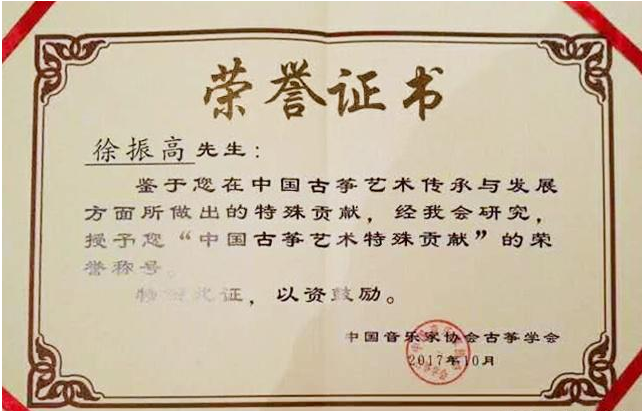 荣誉证书
徐振高先生：
鉴于您在中国古筝艺术传承与发展
方面所做出的特殊贡献，经我会研究，
授予您“中国古筝艺术特殊贡献”的荣
誉称号。
特 此证，以资鼓励。
中国音乐家协会古筝学会
2017年10月